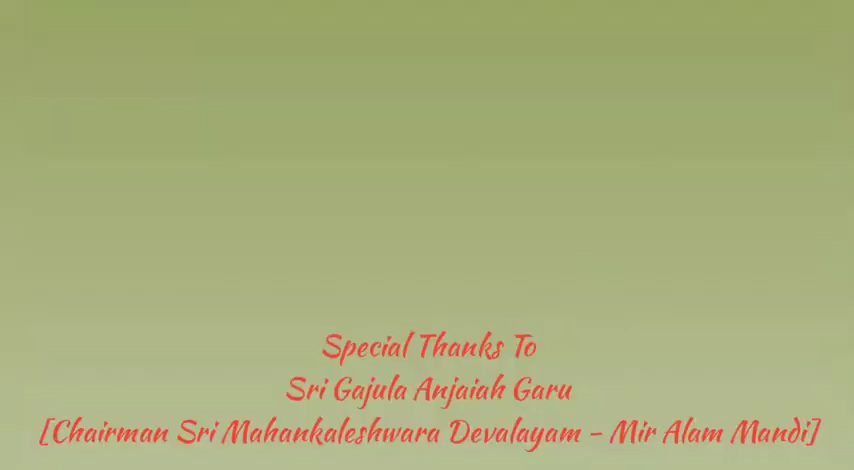 Special Thanks To
Sri Gajula Anjaiah Garu
[Chairman Sri Mahankaleshwara Devalayam - Mir Alam Mandi]